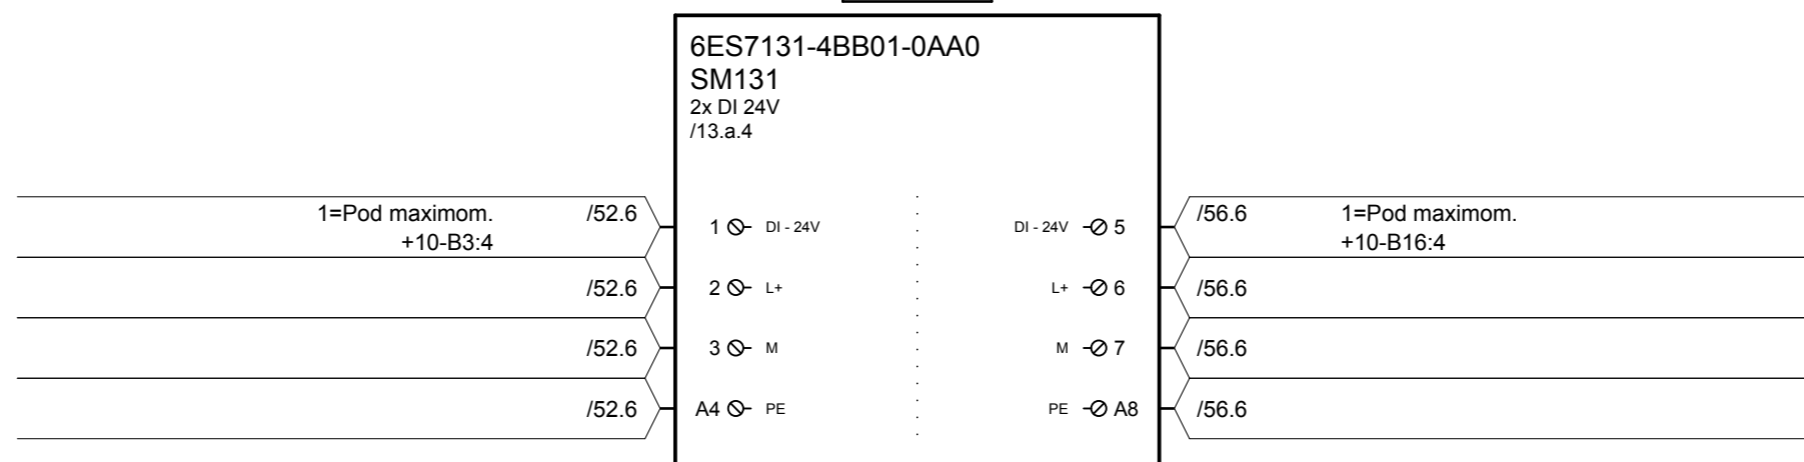 6ES7131-4BB01-0AA0
SM131
2x DI 24V
/13.a.4
1=Pod maximom. /52.6 1 DI - 24V DI - 24V 5 /56.6 1=Pod maximom.
+10-B3:4 +10-B16:4
/52.6 2 L+ L+ 6 /56.6
/52.6 3 M M 7 /56.6
/52.6 A4 PE PE A8 /56.6